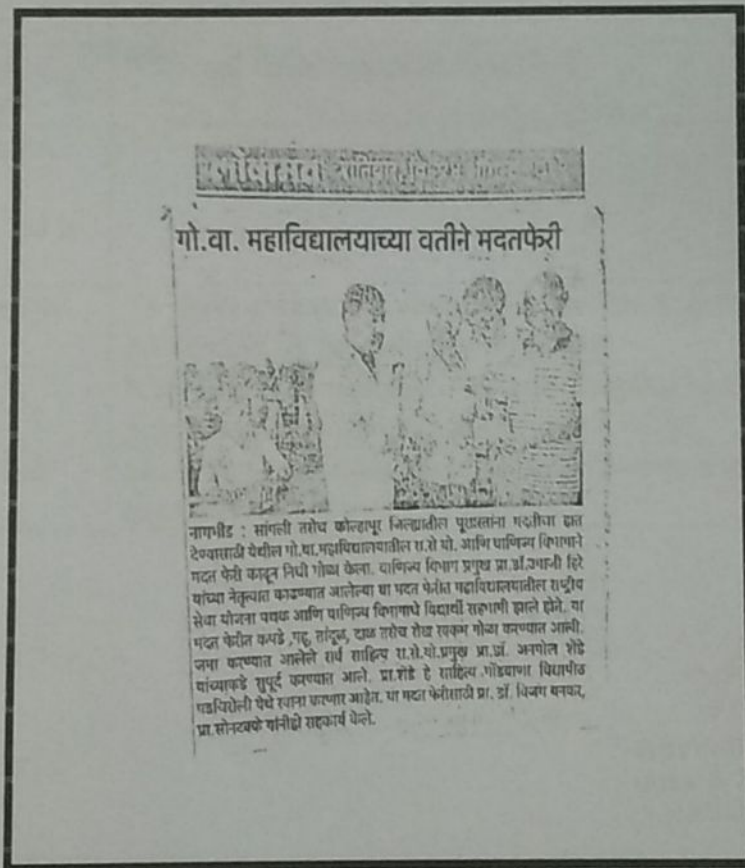 लोकमत
गो.वा. महाविद्यालयाच्या वतीने मदतफेरी
नागभीड : सांगली तसेच कोल्हापूर जिल्ह्यातील पूरग्रस्तांना मदतीचा हात
देण्यासाठी येथील गो.वा.महाविद्यालयातील रा.से यो. आणि वाणिज्य विभागाने
मदत फेरी काढून निधी गोळा केला. वाणिज्य विभाग प्रमुख प्रा.डॉ. हिरे
यांच्या नेतृत्वात काढण्यात आलेल्या या मदत फेरीत महाविद्यालयातील राष्ट्रीय
सेवा योजना पथक आणि वाणिज्य विभागाचे विद्यार्थी सहभागी झाले होते. या
मदत फेरीत कपडे ,गहू, तांदूळ, दाळ तसेच रोख रक्कम गोळा करण्यात आली.
जमा करण्यात आलेले सर्व साहित्य रा.से.यो.प्रमुख प्रा.डॉ. अमोल शेंडे
यांच्याकडे सुपूर्द करण्यात आले. प्रा.शेंडे हे साहित्य गोंडवाना विद्यापीठ
गडचिरोली येथे रवाना करणार आहेत. या मदत फेरीसाठी प्रा. डॉ. विजय बनकर,
प्रा.सोनटक्के यांनीही सहकार्य केले.